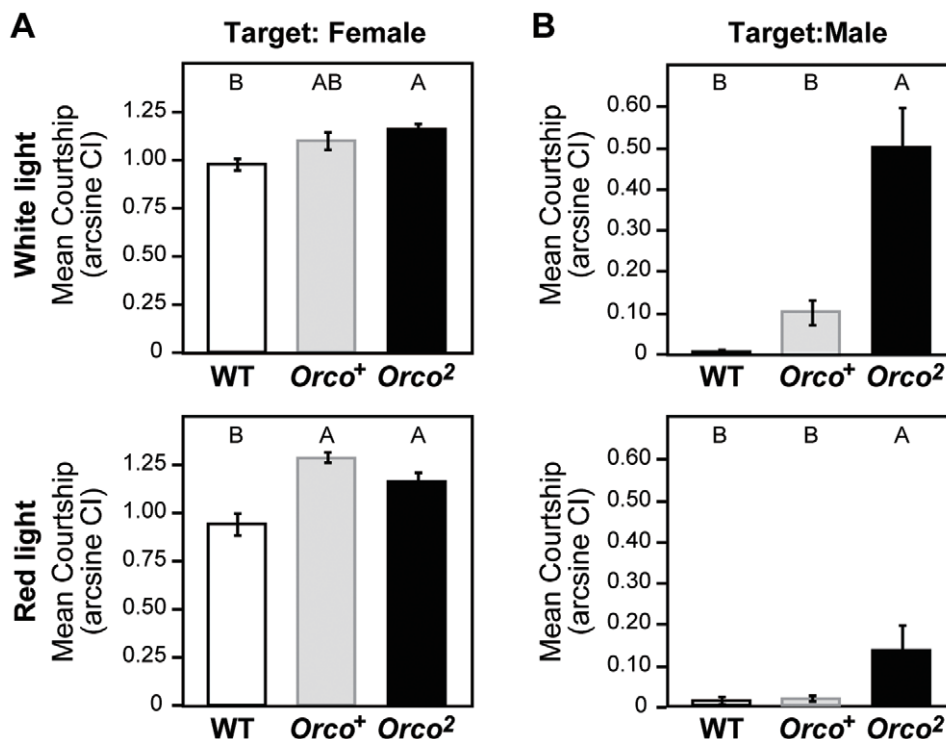 A
Target: Female
B
Target:Male
White light
Mean Courtship
(arcsine CI)
1.25
1.00
0.75
0.50
1.25
0
B
AB
A
WT
Orco+
Orco2
Mean Courtship
(arcsine CI)
0.60
0.50
0.40
0.30
0.20
0.10
0
B
B
A
WT
Orco+
Orco2
Red light
Mean Courtship
(arcsine CI)
1.25
1.00
0.75
1.00
1.25
0
B
A
A
WT
Orco+
Orco2
Mean Courtship
(arcsine CI)
0.60
0.50
0.40
0.30
0.20
0.10
0
B
B
A
WT
Orco+
Orco2